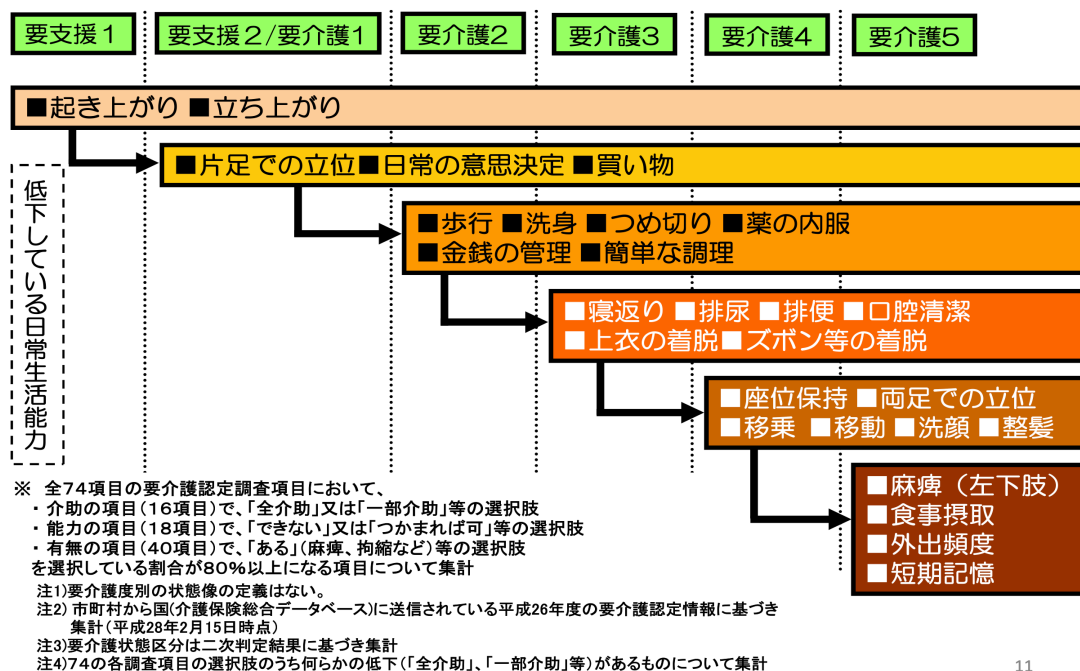 要支援1
要支援2/要介護1
要介護2
要介護3
要介護4
要介護5
■起き上がり ■立ち上がり
■片足での立位■日常の意思決定 ■買い物
低下している日常生活能力
■歩行 ■洗身 ■つめ切り ■薬の内服
■金銭の管理 ■簡単な調理
■寝返り ■排尿 ■排便 ■口腔清潔
■上衣の着脱■ズボン等の着脱
■座位保持 ■両足での立位
■移乗 ■移動 ■洗顔 ■整髪
■麻痺（左下肢）
■食事摂取
■外出頻度
■短期記憶
※ 全74項目の要介護認定調査項目において、
・介助の項目(16項目)で、「全介助」又は「一部介助」等の選択肢
・能力の項目(18項目)で、「できない」又は「つかまれば可」等の選択肢
・有無の項目(40項目)で、「ある」(麻痺、拘縮など)等の選択肢
を選択している割合が80%以上になる項目について集計
注1)要介護度別の状態像の定義はない。
注2) 市町村から国(介護保険総合データベース)に送信されている平成26年度の要介護認定情報に基づき
集計(平成28年2月15日時点)
注3)要介護状態区分は二次判定結果に基づき集計
注4)74の各調査項目の選択肢のうち何らかの低下(「全介助」、「一部介助」等)があるものについて集計
11